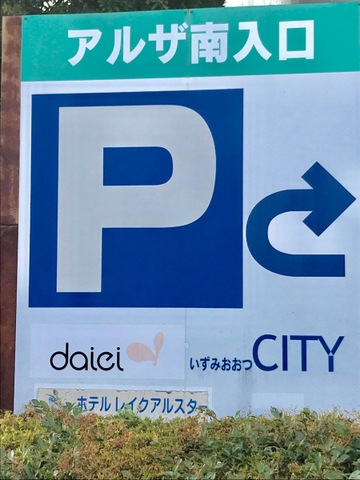 アルザ南入口
P
daiei
いずみおおつCITY
ホテル レイクアルスター